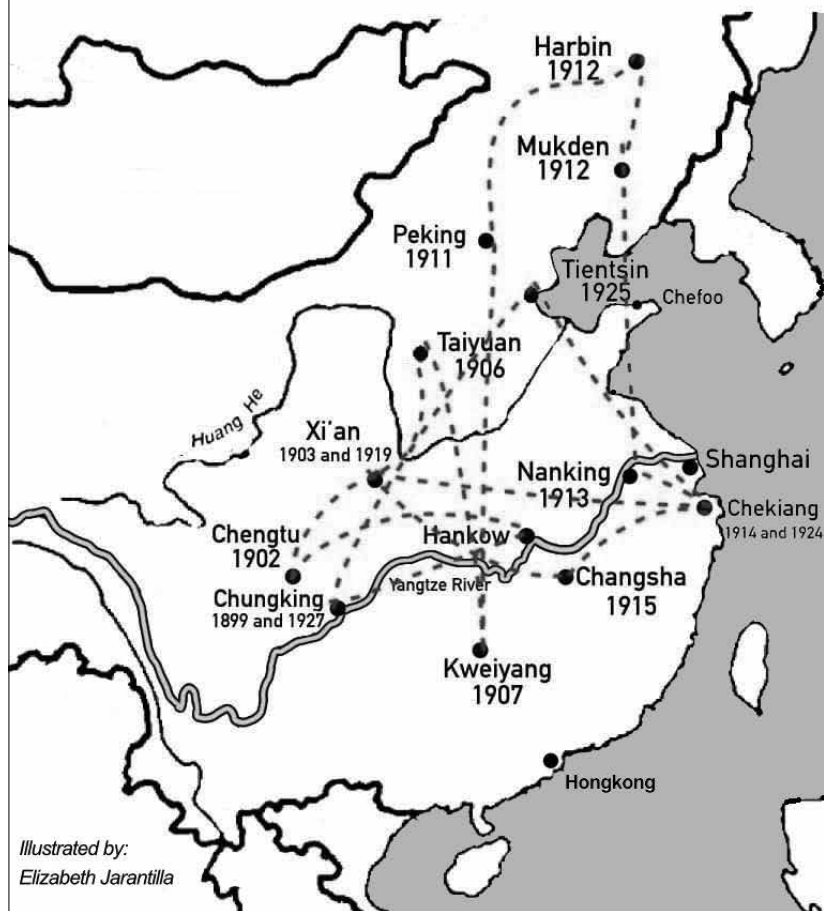 Harbin
1912
Mukden
1912
Peking
1911
Tientsin
1925
Chefoo
Taiyuan
1906
Huang He
Xi'an
1903 and 1919
Nanking
1913
Shanghai
Chekiang
1914 and 1924
Chengtu
1902
Hankow
Chungking
1899 and 1927
Yangtze River
Changsha
1915
Kweiyang
1907
Hongkong
Illustrated by:
Elizabeth Jarantilla